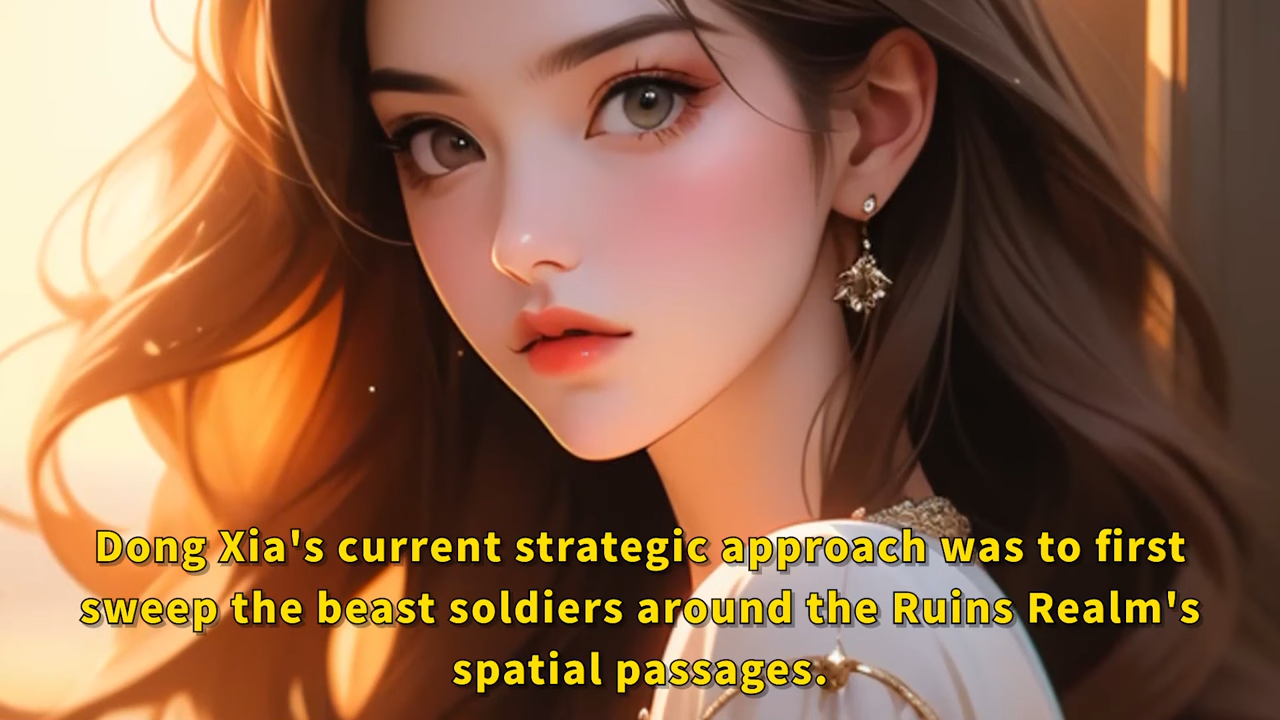 Dong Xia's current strategic approach was to first
sweep the beast soldiers around the Ruins Realm's
spatial passages.